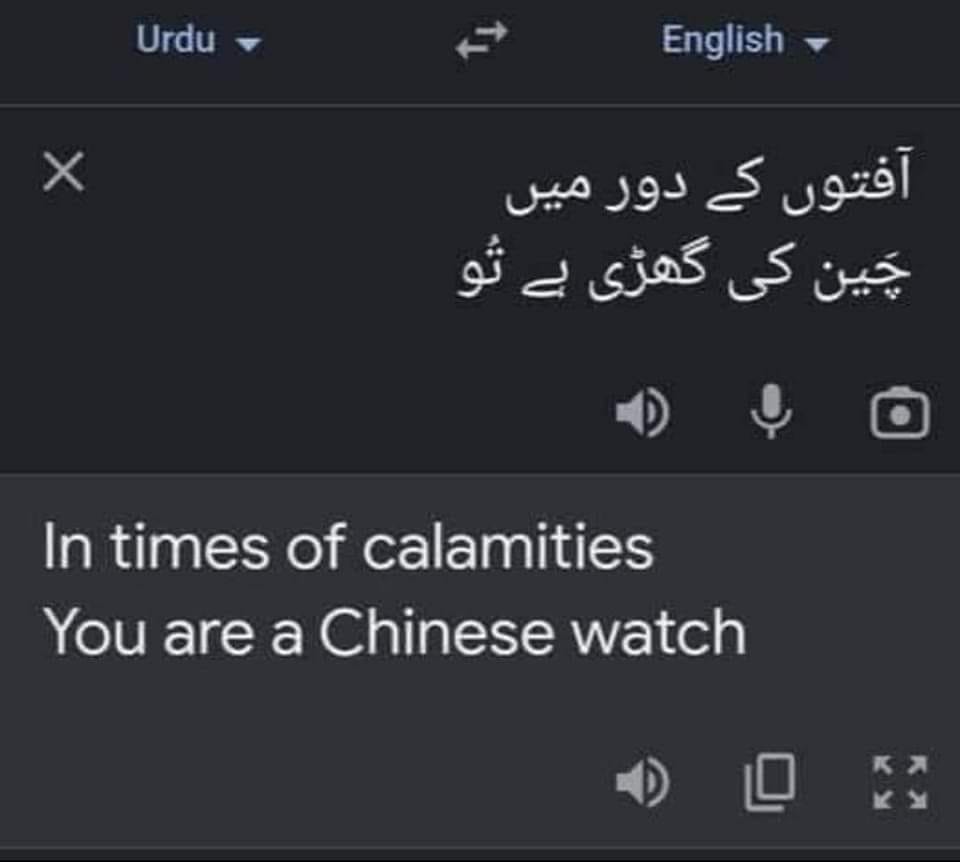 Urdu English
آفتوں کے دور میں
چَین کی گھڑی ہے تُو
In times of calamities
You are a Chinese watch